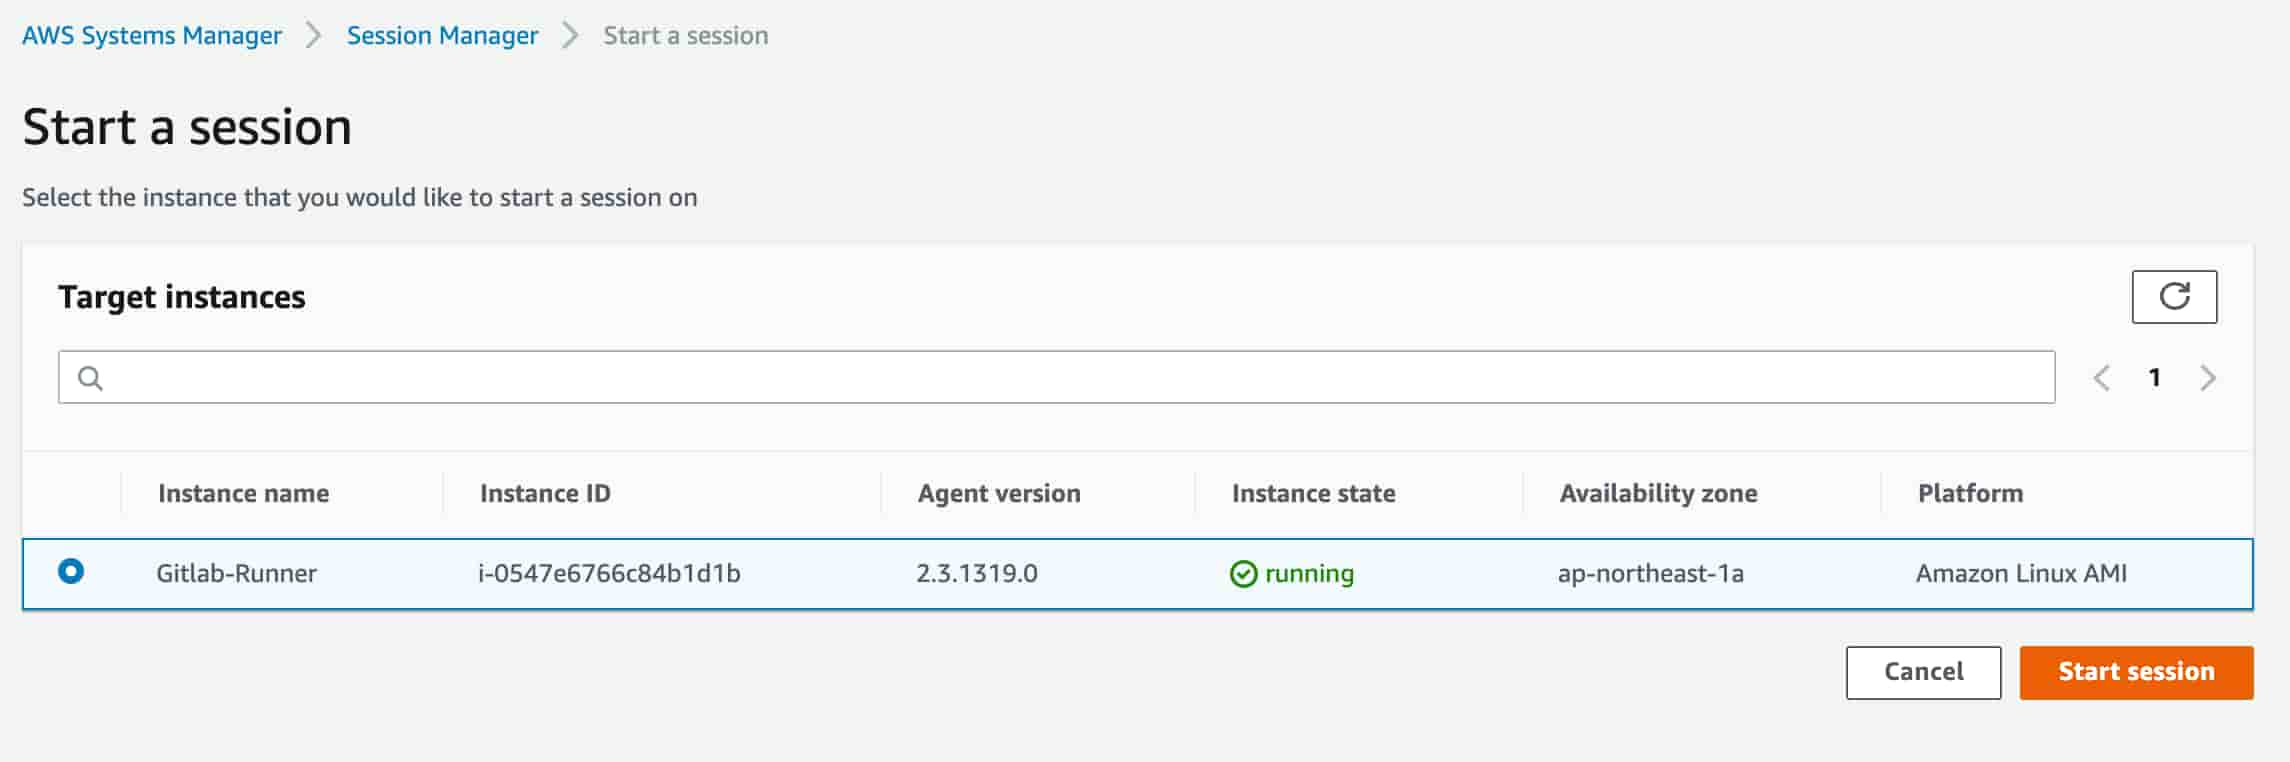 AWS Systems Manager > Session Manager > Start a session
Start a session
Select the instance that you would like to start a session on
Target instances
1
Instance name Instance ID Agent version Instance state Availability zone Platform
Gitlab-Runner i-0547e6766c84b1d1b 2.3.1319.0 running ap-northeast-1a Amazon Linux AMI
Cancel Start session